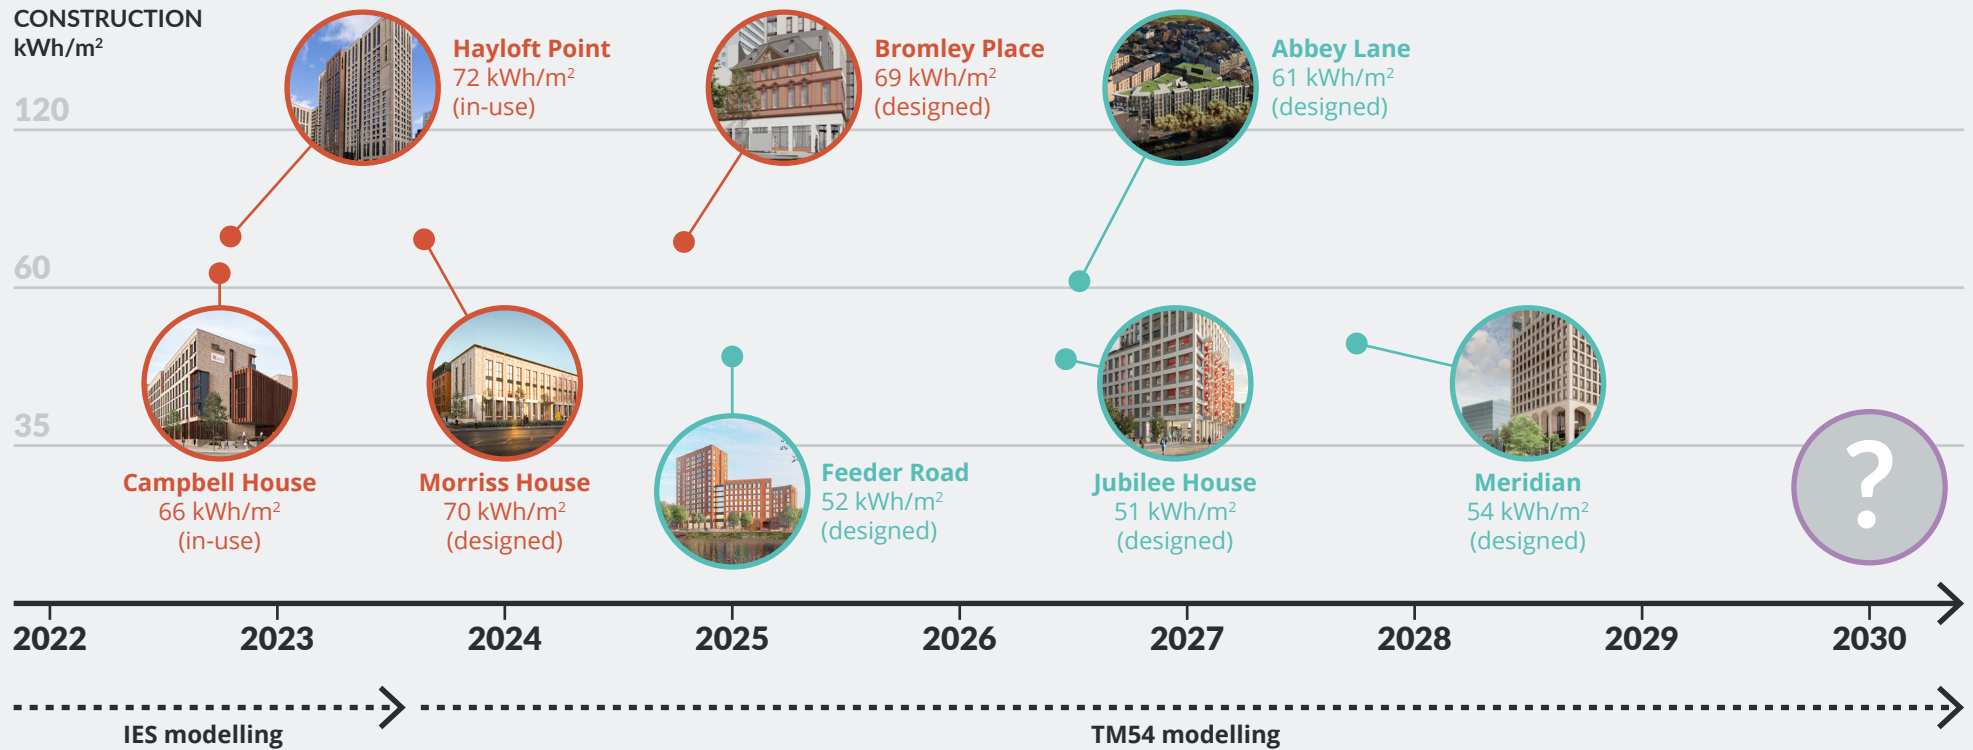 CONSTRUCTION
kWh/m²
Hayloft Point
72 kWh/m²
(in-use)
Bromley Place
69 kWh/m²
(designed)
Abbey Lane
61 kWh/m²
(designed)
120
60
35
Campbell House
66 kWh/m²
(in-use)
Morriss House
70 kWh/m²
(designed)
Feeder Road
52 kWh/m²
(designed)
Jubilee House
51 kWh/m²
(designed)
Meridian
54 kWh/m²
(designed)
?
2022 2023 2024 2025 2026 2027 2028 2029 2030
IES modelling
TM54 modelling